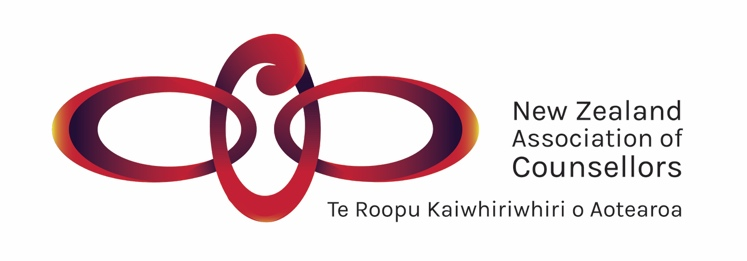 New Zealand
Association of
Counsellors
Te Roopu Kaiwhiriwhiri o Aotearoa